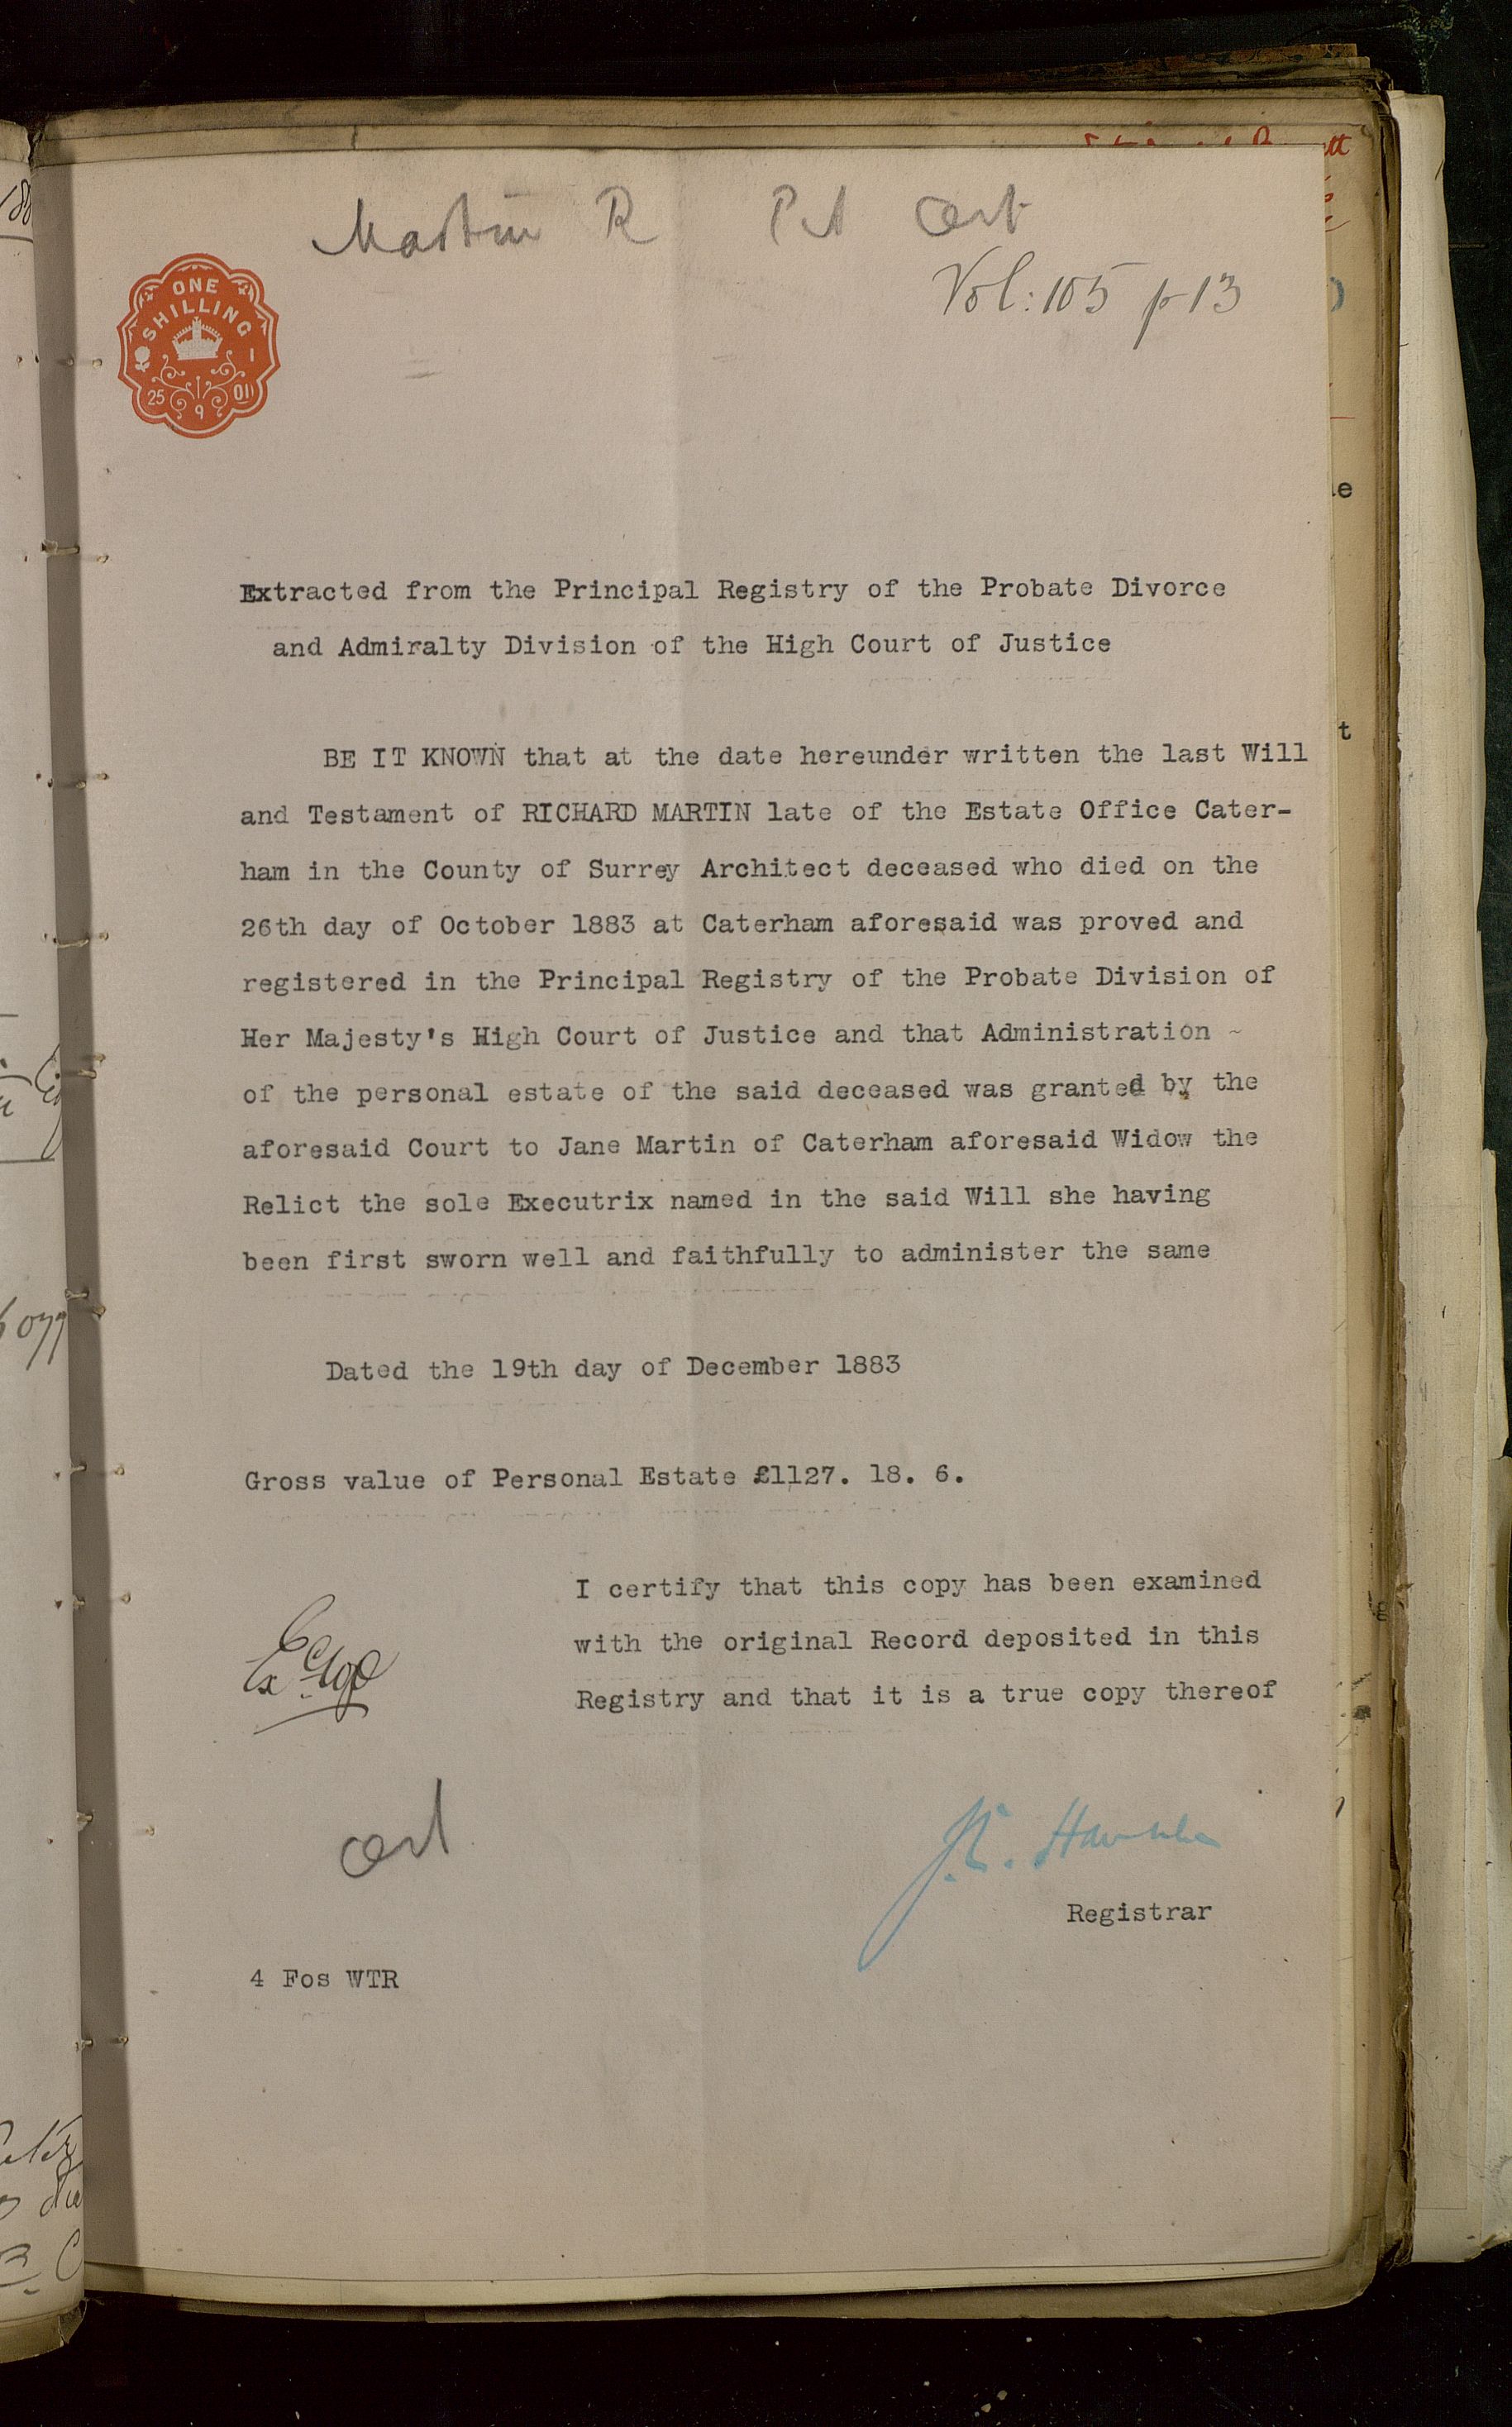 Martin R P A Cert
Vol: 105 p 13
ONE
SHILLING
1
25 9 01
Extracted from the Principal Registry of the Probate Divorce
and Admiralty Division of the High Court of Justice
BE IT KNOWN that at the date hereunder written the last Will
and Testament of RICHARD MARTIN late of the Estate Office Cater-
ham in the County of Surrey Architect deceased who died on the
26th day of October 1883 at Caterham aforesaid was proved and
registered in the Principal Registry of the Probate Division of
Her Majesty's High Court of Justice and that Administration ~
of the personal estate of the said deceased was granted by the
aforesaid Court to Jane Martin of Caterham aforesaid Widow the
Relict the sole Executrix named in the said Will she having
been first sworn well and faithfully to administer the same
Dated the 19th day of December 1883
Gross value of Personal Estate £1127. 18. 6.
I certify that this copy has been examined
with the original Record deposited in this
Registry and that it is a true copy thereof
Cert
Registrar
4 Fos WTR